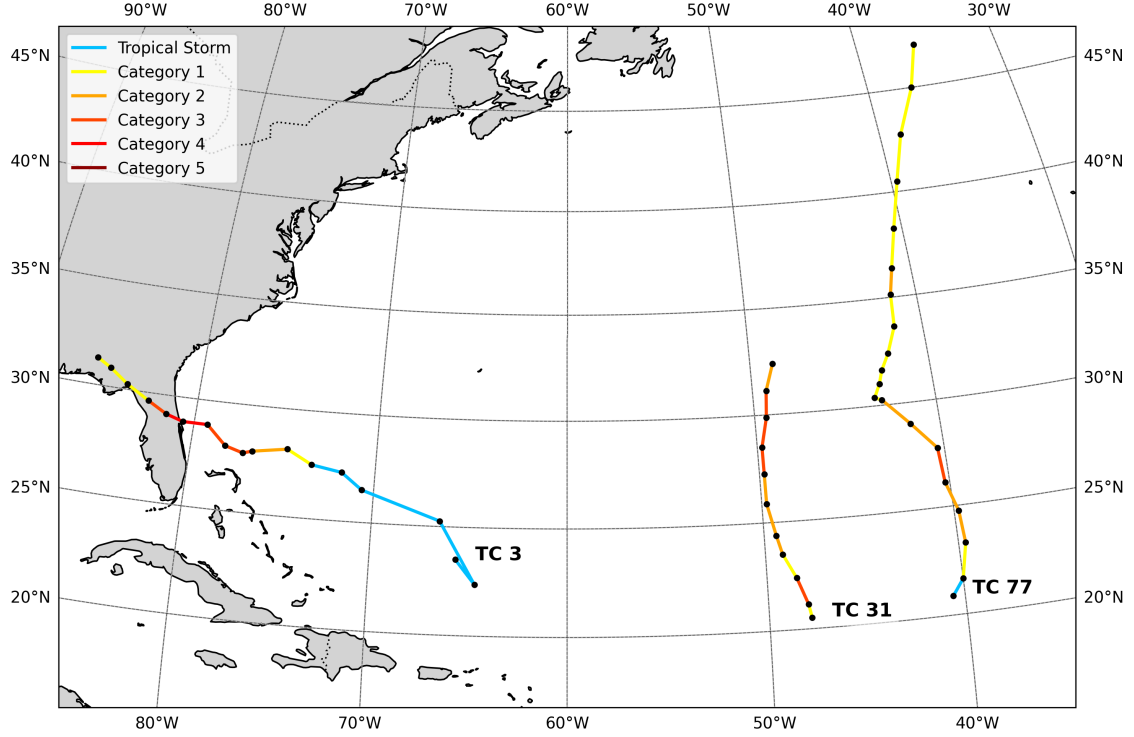 90°W 80°W 70°W 60°W 50°W 40°W 30°W
45°N 45°N
Tropical Storm
Category 1
Category 2
Category 3
Category 4
Category 5
40°N 40°N
35°N 35°N
30°N 30°N
25°N 25°N
TC 3
TC 77
20°N 20°N
TC 31
80°W 70°W 60°W 50°W 40°W